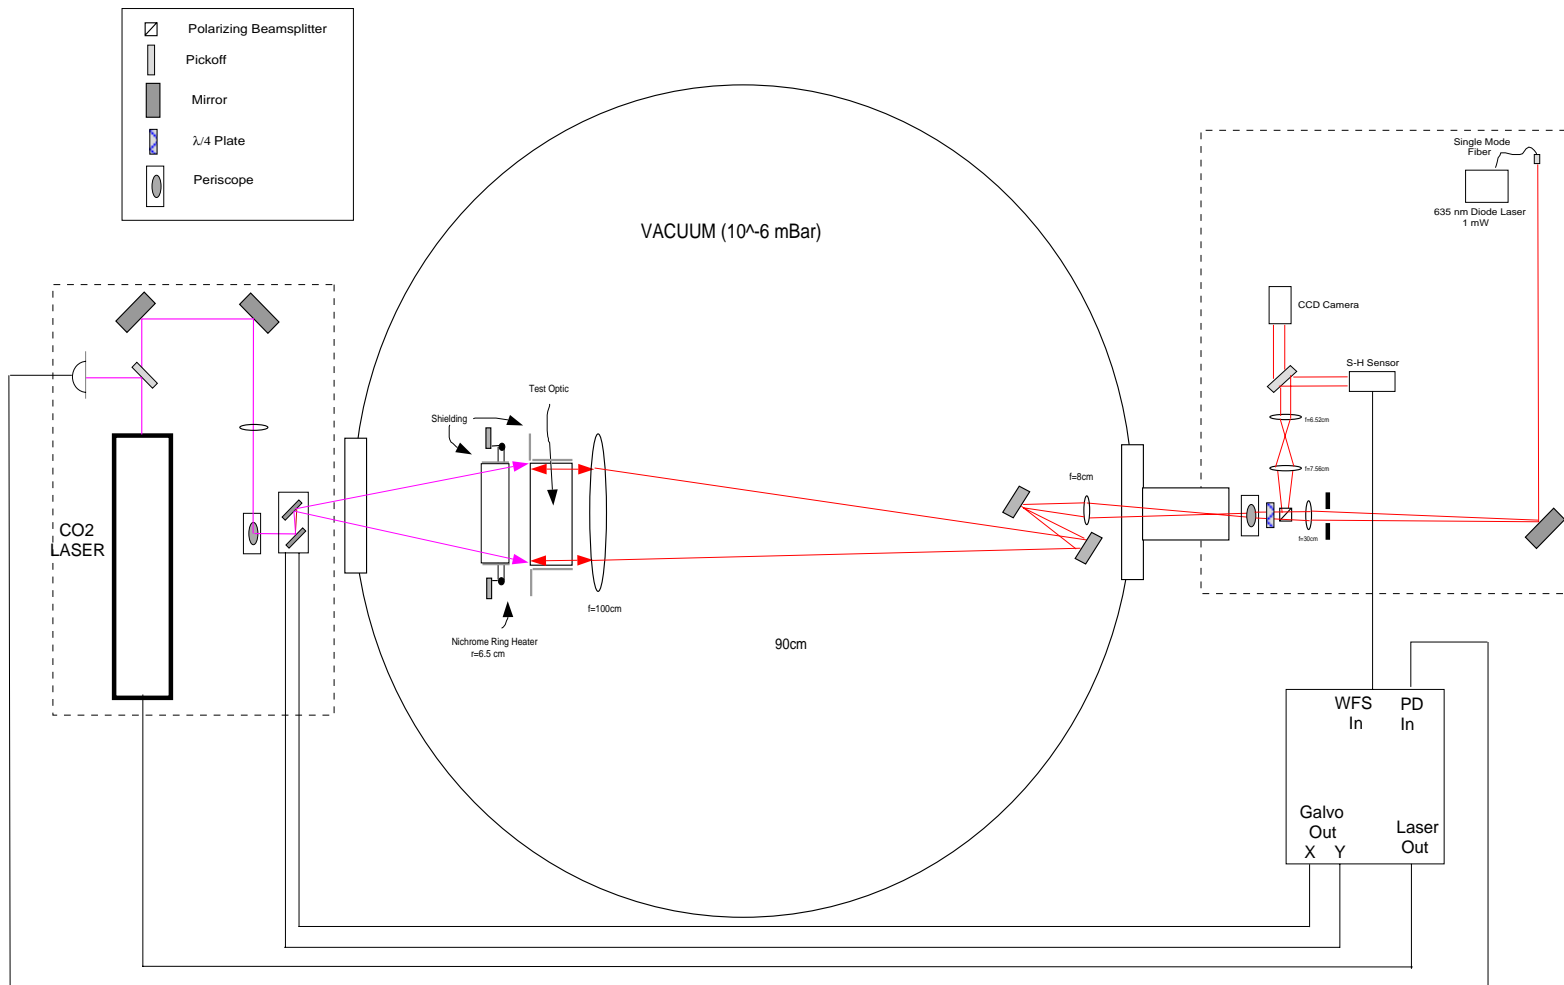 Polarizing Beamsplitter
Pickoff
Mirror
λ/4 Plate
Periscope
VACUUM (10^-6 mBar)
Single Mode
Fiber
635 nm Diode Laser
1 mW
CCD Camera
S-H Sensor
f=6.52cm
f=7.56cm
f=30cm
f=8cm
Test Optic
Shielding
CO2
LASER
f=100cm
Nichrome Ring Heater
r=6.5 cm
90cm
WFS
In
PD
In
Galvo
Out
X Y
Laser
Out